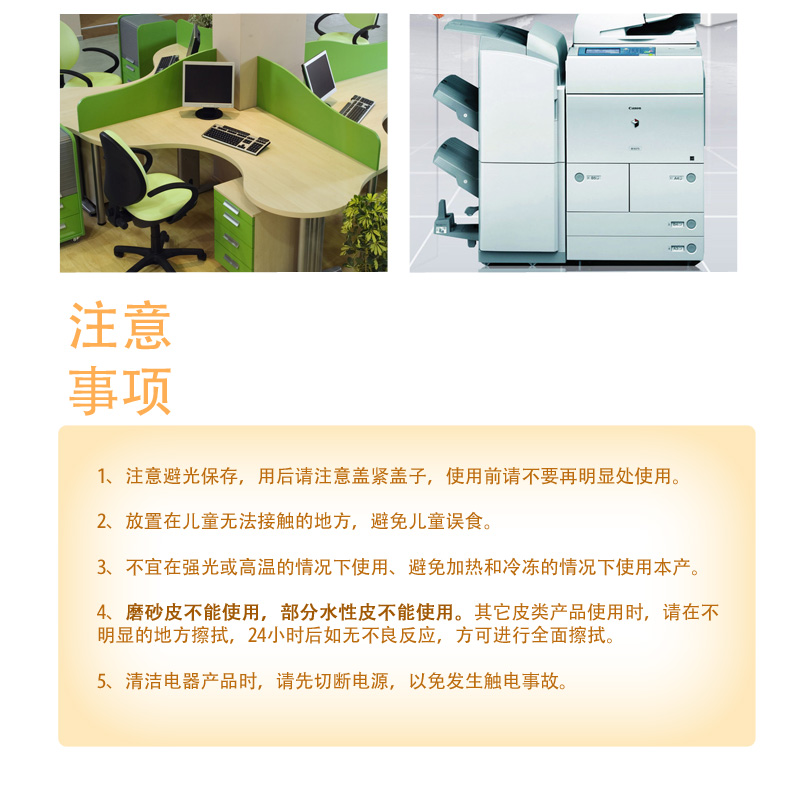 Canon
注意
事项
1、注意避光保存，用后请注意盖紧盖子，使用前请不要再明显处使用。
2、放置在儿童无法接触的地方，避免儿童误食。
3、不宜在强光或高温的情况下使用、避免加热和冷冻的情况下使用本产。
4、磨砂皮不能使用，部分水性皮不能使用。其它皮类产品使用时，请在不
明显的地方擦拭，24小时后如无不良反应，方可进行全面擦拭。
5、清洁电器产品时，请先切断电源，以免发生触电事故。